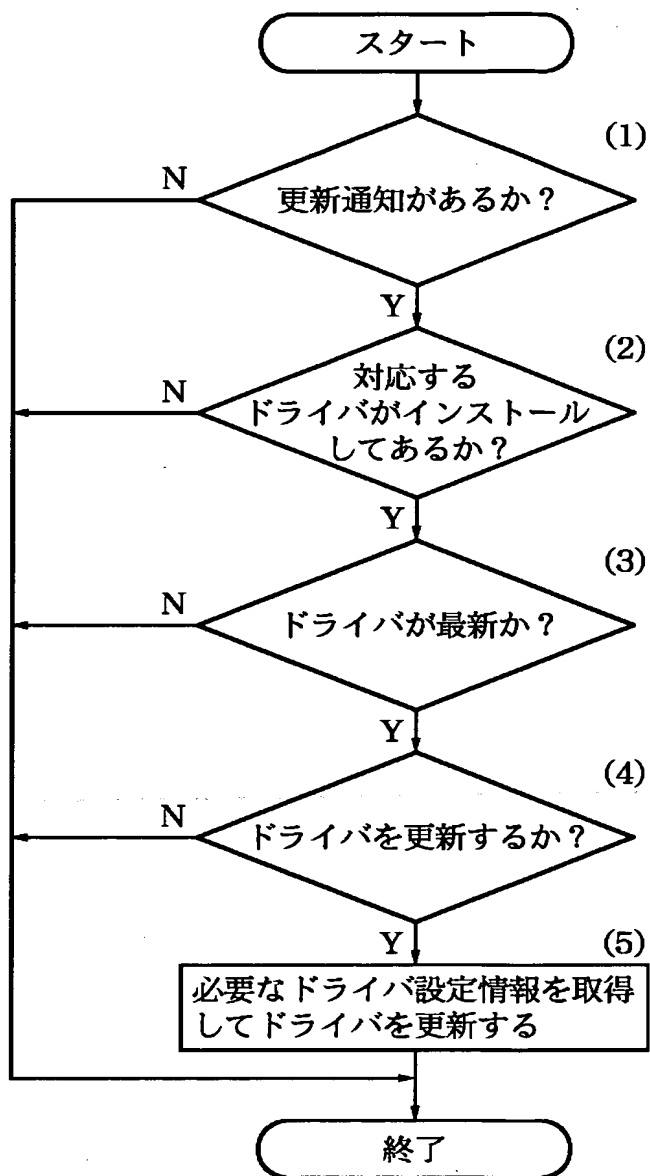 スタート
(1)
N
更新通知があるか？
Y
(2)
N
対応する
ドライバがインストール
してあるか？
Y
(3)
N
ドライバが最新か？
Y
(4)
N
ドライバを更新するか？
Y
(5)
必要なドライバ設定情報を取得
してドライバを更新する
終了